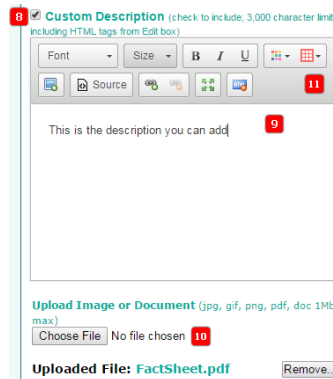 8 Custom Description (check to include; 3,000 character limit
including HTML tags from Edit box)
Font Size B I U
Source 11
This is the description you can add 9
Upload Image or Document (jpg, gif, png, pdf, doc 1Mb
max)
Choose File No file chosen 10
Uploaded File: FactSheet.pdf Remove...